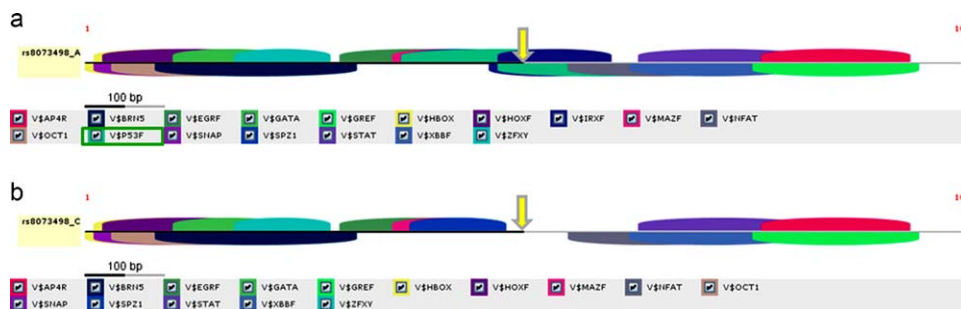 a
1 10
rs8073498_A
100 bp
V$AP4R V$BRN5 V$EGRF V$GATA V$GREF V$HBOX V$HOXF V$IRXF V$MAZF V$NFAT
V$OCT1 V$P53F V$SNAP V$SPZ1 V$STAT V$XBBF V$ZFXY
b
1 10
rs8073498_C
100 bp
V$AP4R V$BRN5 V$EGRF V$GATA V$GREF V$HBOX V$HOXF V$MAZF V$NFAT V$OCT1
V$SNAP V$SPZ1 V$STAT V$XBBF V$ZFXY